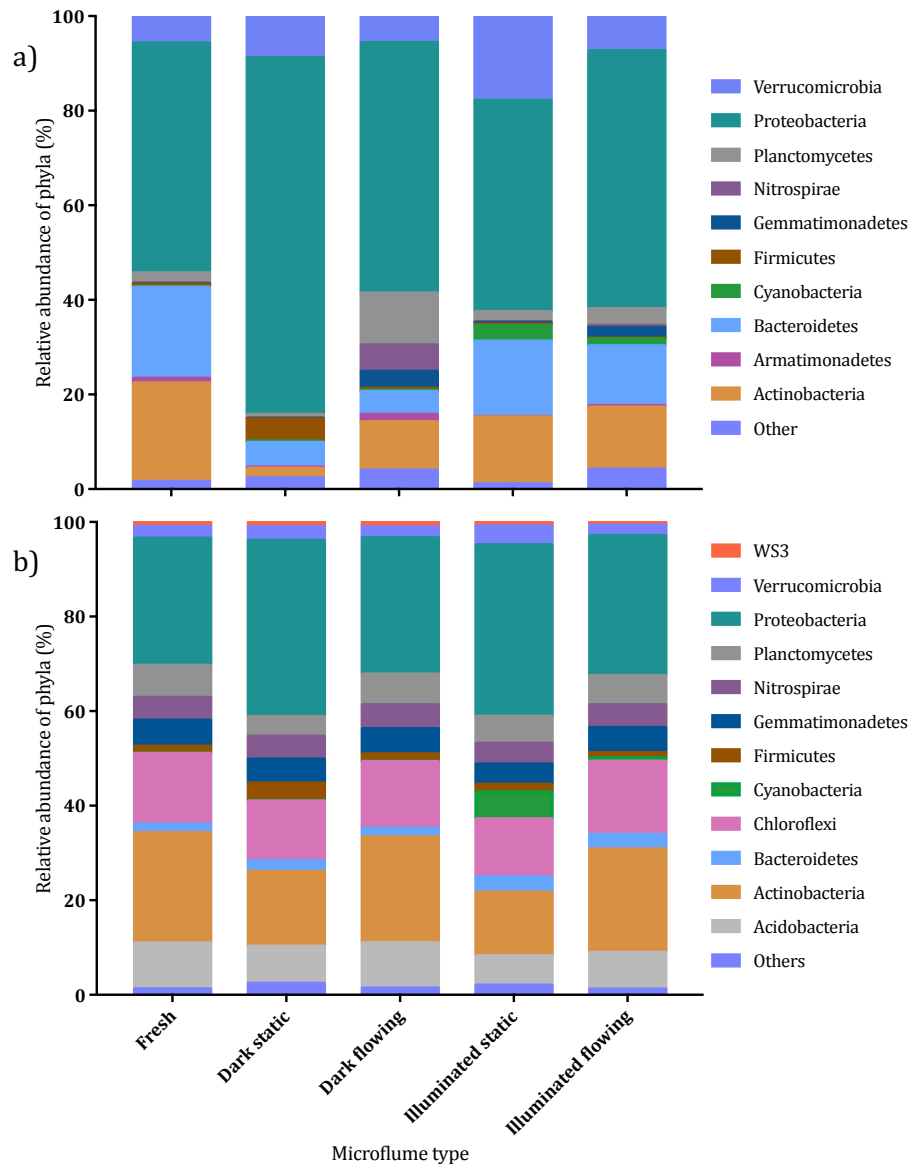 a)
Relative abundance of phyla (%)
100
80
60
40
20
0
Verrucomicrobia
Proteobacteria
Planctomycetes
Nitrospirae
Gemmatimonadetes
Firmicutes
Cyanobacteria
Bacteroidetes
Armatimonadetes
Actinobacteria
Other
b)
Relative abundance of phyla (%)
100
80
60
40
20
0
WS3
Verrucomicrobia
Proteobacteria
Planctomycetes
Nitrospirae
Gemmatimonadetes
Firmicutes
Cyanobacteria
Chloroflexi
Bacteroidetes
Actinobacteria
Acidobacteria
Others
Fresh
Dark static
Dark flowing
Illuminated static
Illuminated flowing
Microflume type